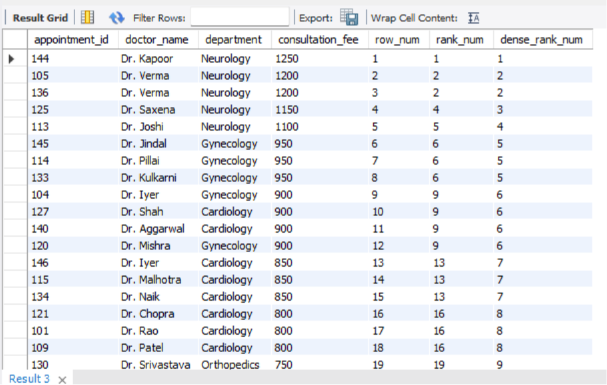 Result Grid Filter Rows: Export: Wrap Cell Content:
appointment_id doctor_name department consultation_fee row_num rank_num dense_rank_num
144 Dr. Kapoor Neurology 1250 1 1 1
105 Dr. Verma Neurology 1200 2 2 2
136 Dr. Verma Neurology 1200 3 2 2
125 Dr. Saxena Neurology 1150 4 4 3
113 Dr. Joshi Neurology 1100 5 5 4
145 Dr. Jindal Gynecology 950 6 6 5
114 Dr. Pillai Gynecology 950 7 6 5
133 Dr. Kulkarni Gynecology 950 8 6 5
104 Dr. Iyer Gynecology 900 9 9 6
127 Dr. Shah Cardiology 900 10 9 6
140 Dr. Aggarwal Cardiology 900 11 9 6
120 Dr. Mishra Gynecology 900 12 9 6
146 Dr. Iyer Cardiology 850 13 13 7
115 Dr. Malhotra Cardiology 850 14 13 7
134 Dr. Naik Cardiology 850 15 13 7
121 Dr. Chopra Cardiology 800 16 16 8
101 Dr. Rao Cardiology 800 17 16 8
109 Dr. Patel Cardiology 800 18 16 8
130 Dr. Srivastava Orthopedics 750 19 19 9
Result 3